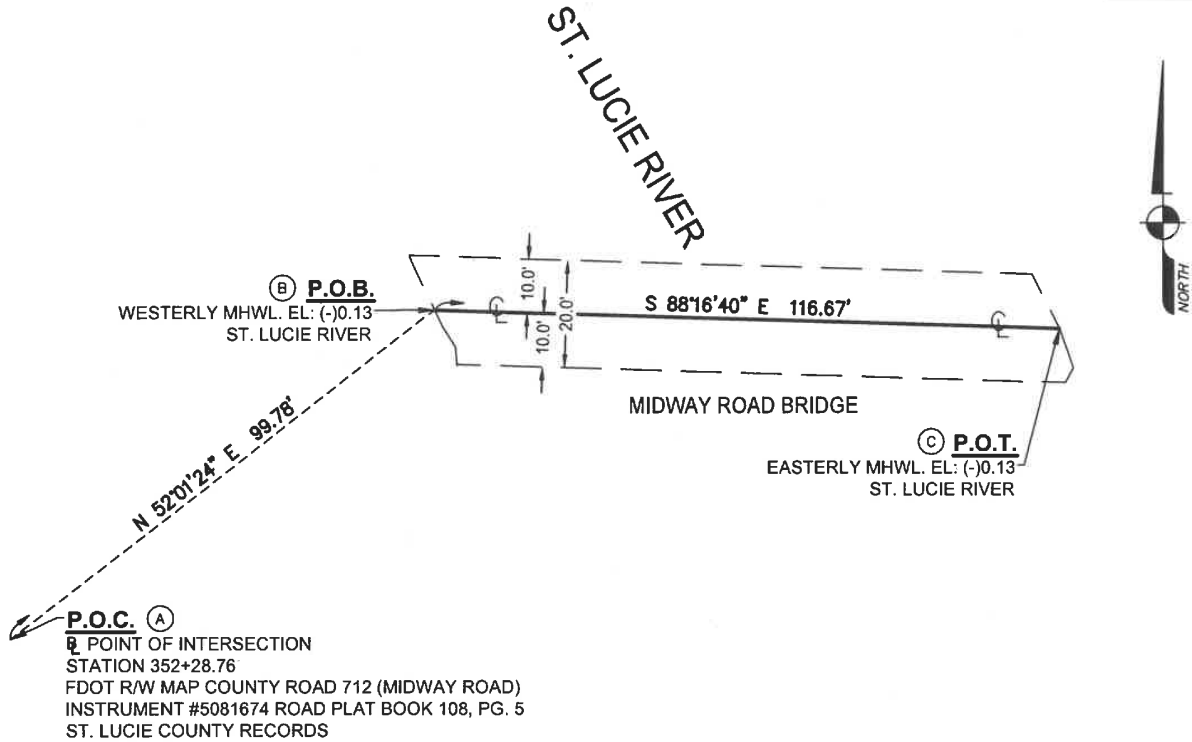 ST. LUCIE RIVER
NORTH
10.0'
10.0'
20.0'
B P.O.B.
WESTERLY MHWL. EL: (-)0.13
ST. LUCIE RIVER
CL
S 88°16'40" E 116.67'
CL
MIDWAY ROAD BRIDGE
C P.O.T.
EASTERLY MHWL. EL: (-)0.13
ST. LUCIE RIVER
N 52°01'24" E 99.78'
P.O.C. A
BL POINT OF INTERSECTION
STATION 352+28.76
FDOT R/W MAP COUNTY ROAD 712 (MIDWAY ROAD)
INSTRUMENT #5081674 ROAD PLAT BOOK 108, PG. 5
ST. LUCIE COUNTY RECORDS